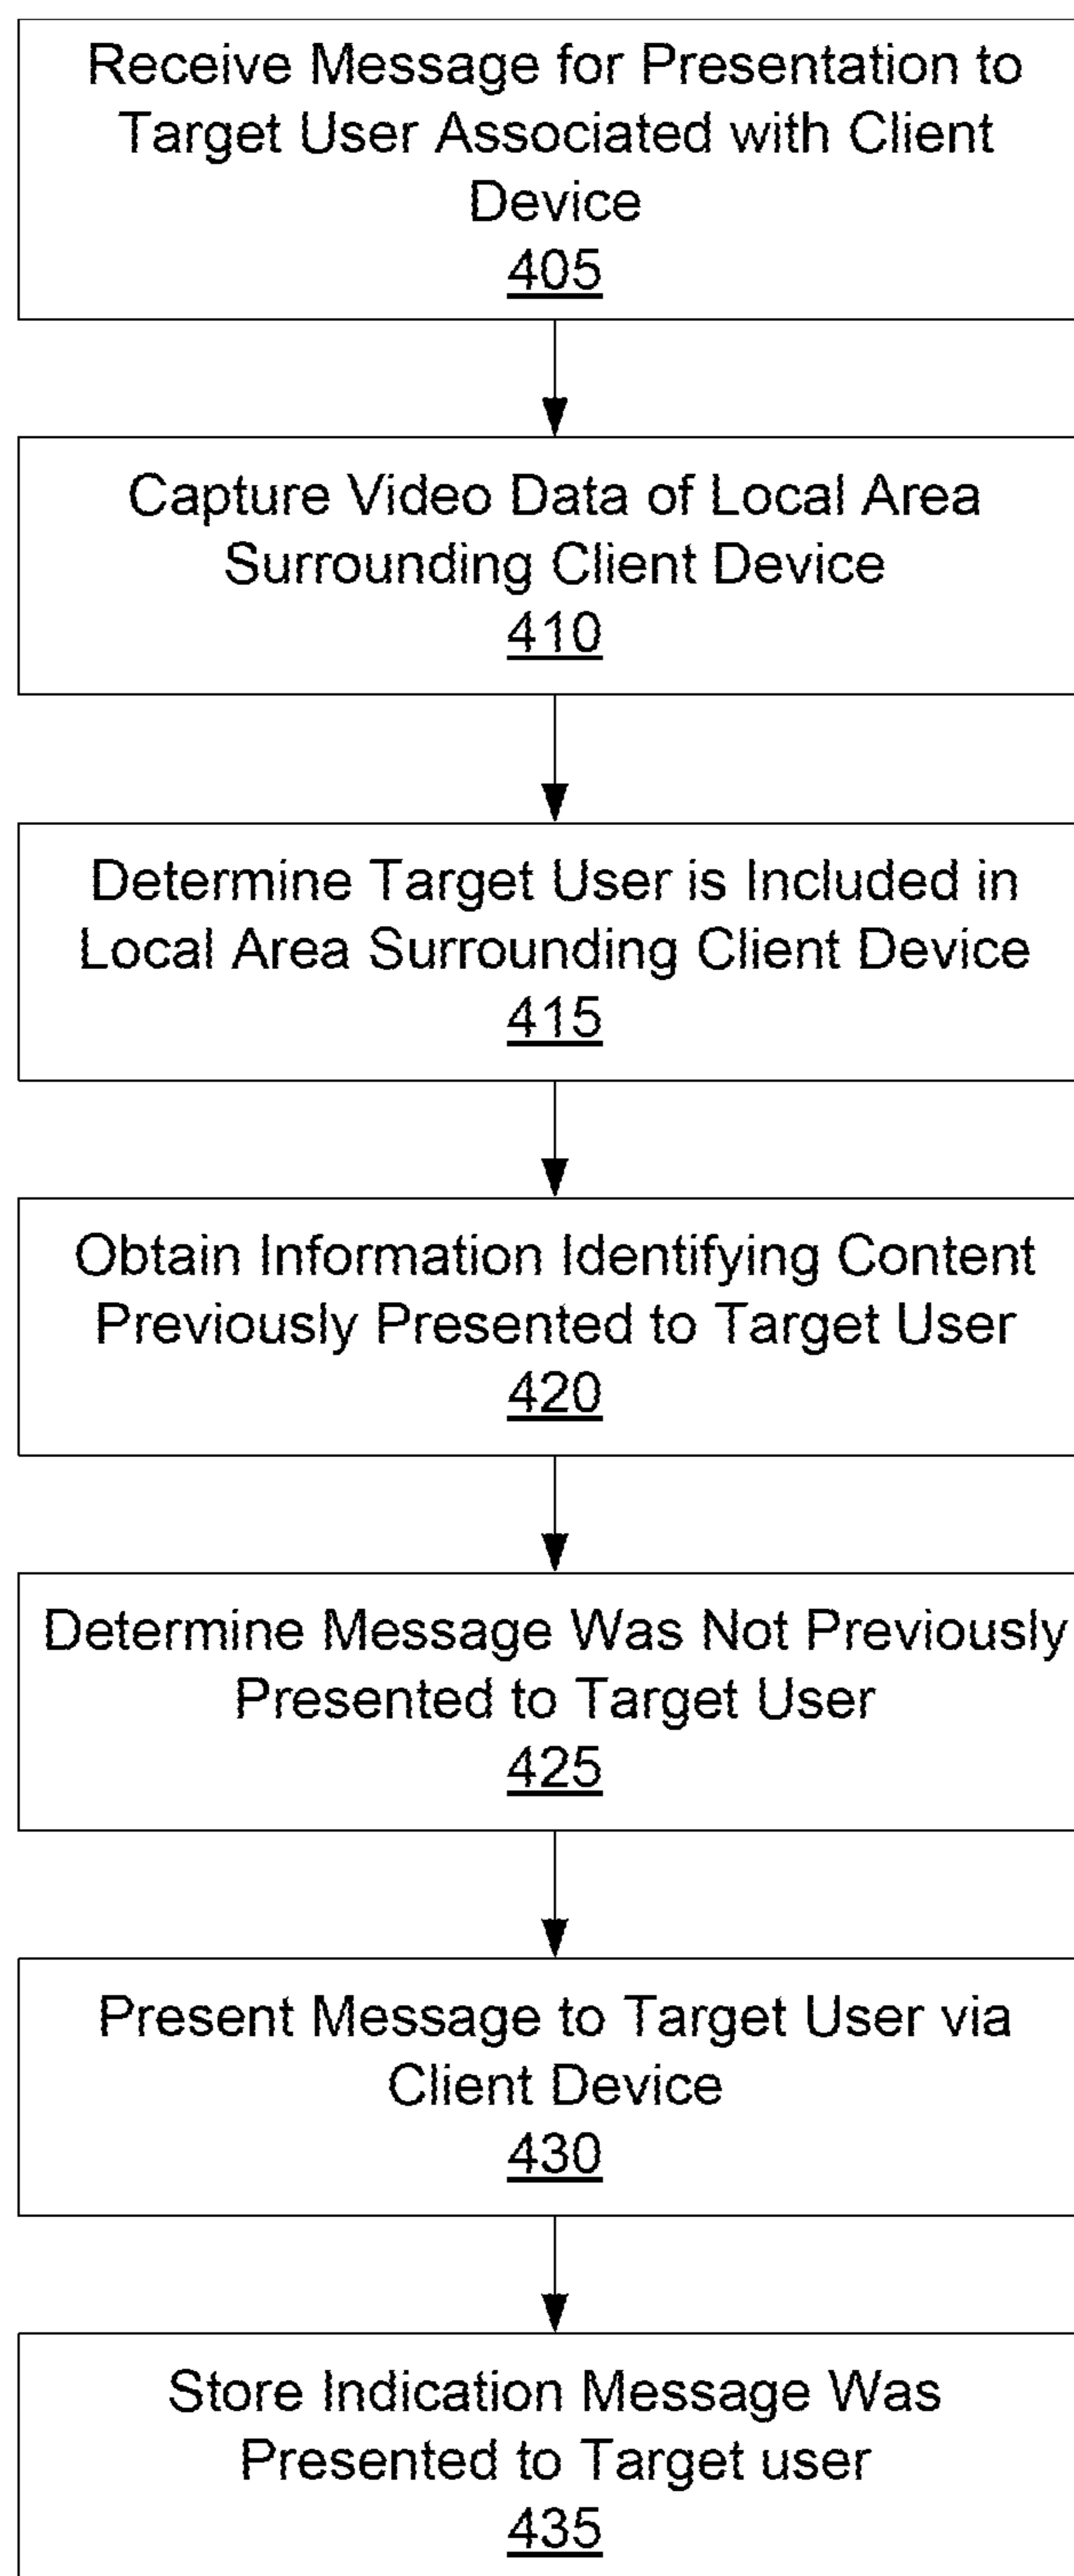 Receive Message for Presentation to
Target User Associated with Client
Device
405
Capture Video Data of Local Area
Surrounding Client Device
410
Determine Target User is Included in
Local Area Surrounding Client Device
415
Obtain Information Identifying Content
Previously Presented to Target User
420
Determine Message Was Not Previously
Presented to Target User
425
Present Message to Target User via
Client Device
430
Store Indication Message Was
Presented to Target user
435